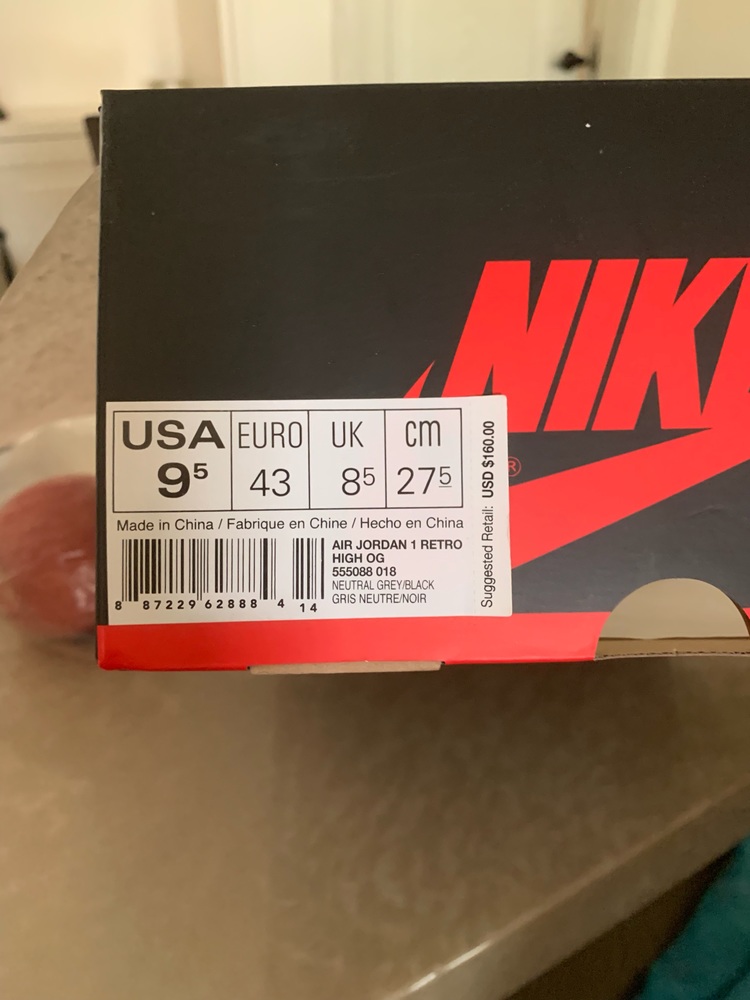 NIK
®
USA EURO UK cm
9⁵ 43 8⁵ 27⁵
Suggested Retail: USD $160.00
Made in China / Fabrique en Chine / Hecho en China
AIR JORDAN 1 RETRO
HIGH OG
555088 018
NEUTRAL GREY/BLACK
GRIS NEUTRE/NOIR
8 87229 62888 4 14